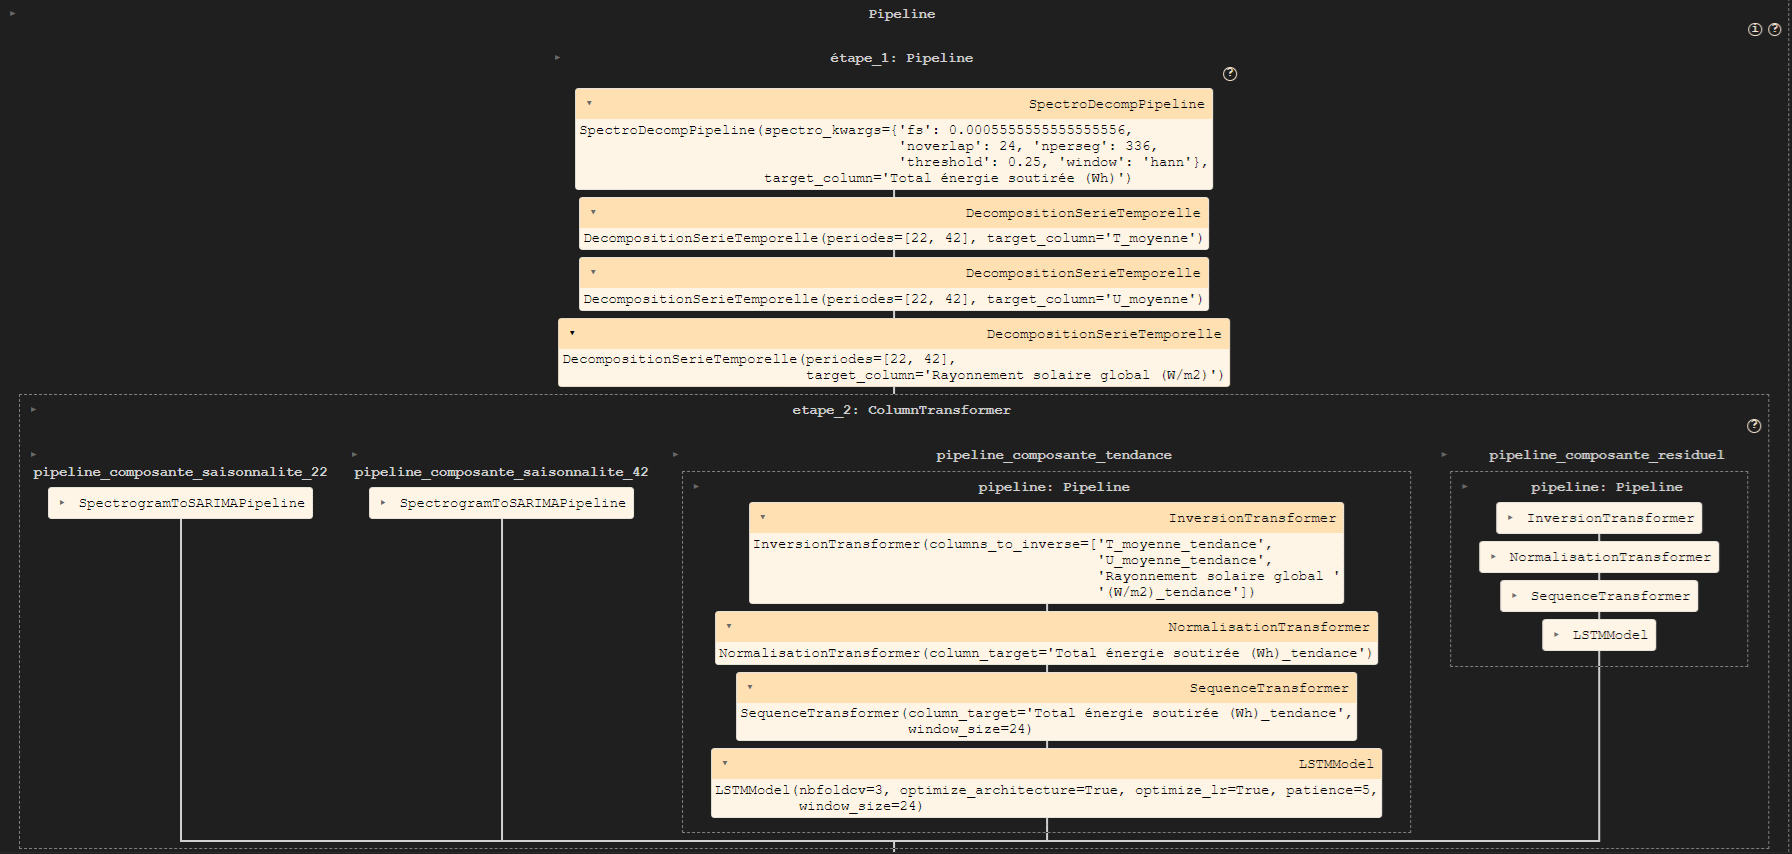 Pipeline
étape_1: Pipeline
SpectroDecompPipeline
SpectroDecompPipeline(spectro_kwargs={'fs': 0.0005555555555555556,
'noverlap': 24, 'nperseg': 336,
'threshold': 0.25, 'window': 'hann'},
target_column='Total énergie soutirée (Wh)')
DecompositionSerieTemporelle
DecompositionSerieTemporelle(periodes=[22, 42], target_column='T_moyenne')
DecompositionSerieTemporelle
DecompositionSerieTemporelle(periodes=[22, 42], target_column='U_moyenne')
DecompositionSerieTemporelle
DecompositionSerieTemporelle(periodes=[22, 42],
target_column='Rayonnement solaire global (W/m2)')
etape_2: ColumnTransformer
pipeline_composante_saisonnalite_22
SpectrogramToSARIMAPipeline
pipeline_composante_saisonnalite_42
SpectrogramToSARIMAPipeline
pipeline_composante_tendance
pipeline: Pipeline
InversionTransformer
InversionTransformer(columns_to_inverse=['T_moyenne_tendance',
'U_moyenne_tendance',
'Rayonnement solaire global '
'(W/m2)_tendance'])
NormalisationTransformer
NormalisationTransformer(column_target='Total énergie soutirée (Wh)_tendance')
SequenceTransformer
SequenceTransformer(column_target='Total énergie soutirée (Wh)_tendance',
window_size=24)
LSTMModel
LSTMModel(nbfoldcv=3, optimize_architecture=True, optimize_lr=True, patience=5,
window_size=24)
pipeline_composante_residuel
pipeline: Pipeline
InversionTransformer
NormalisationTransformer
SequenceTransformer
LSTMModel